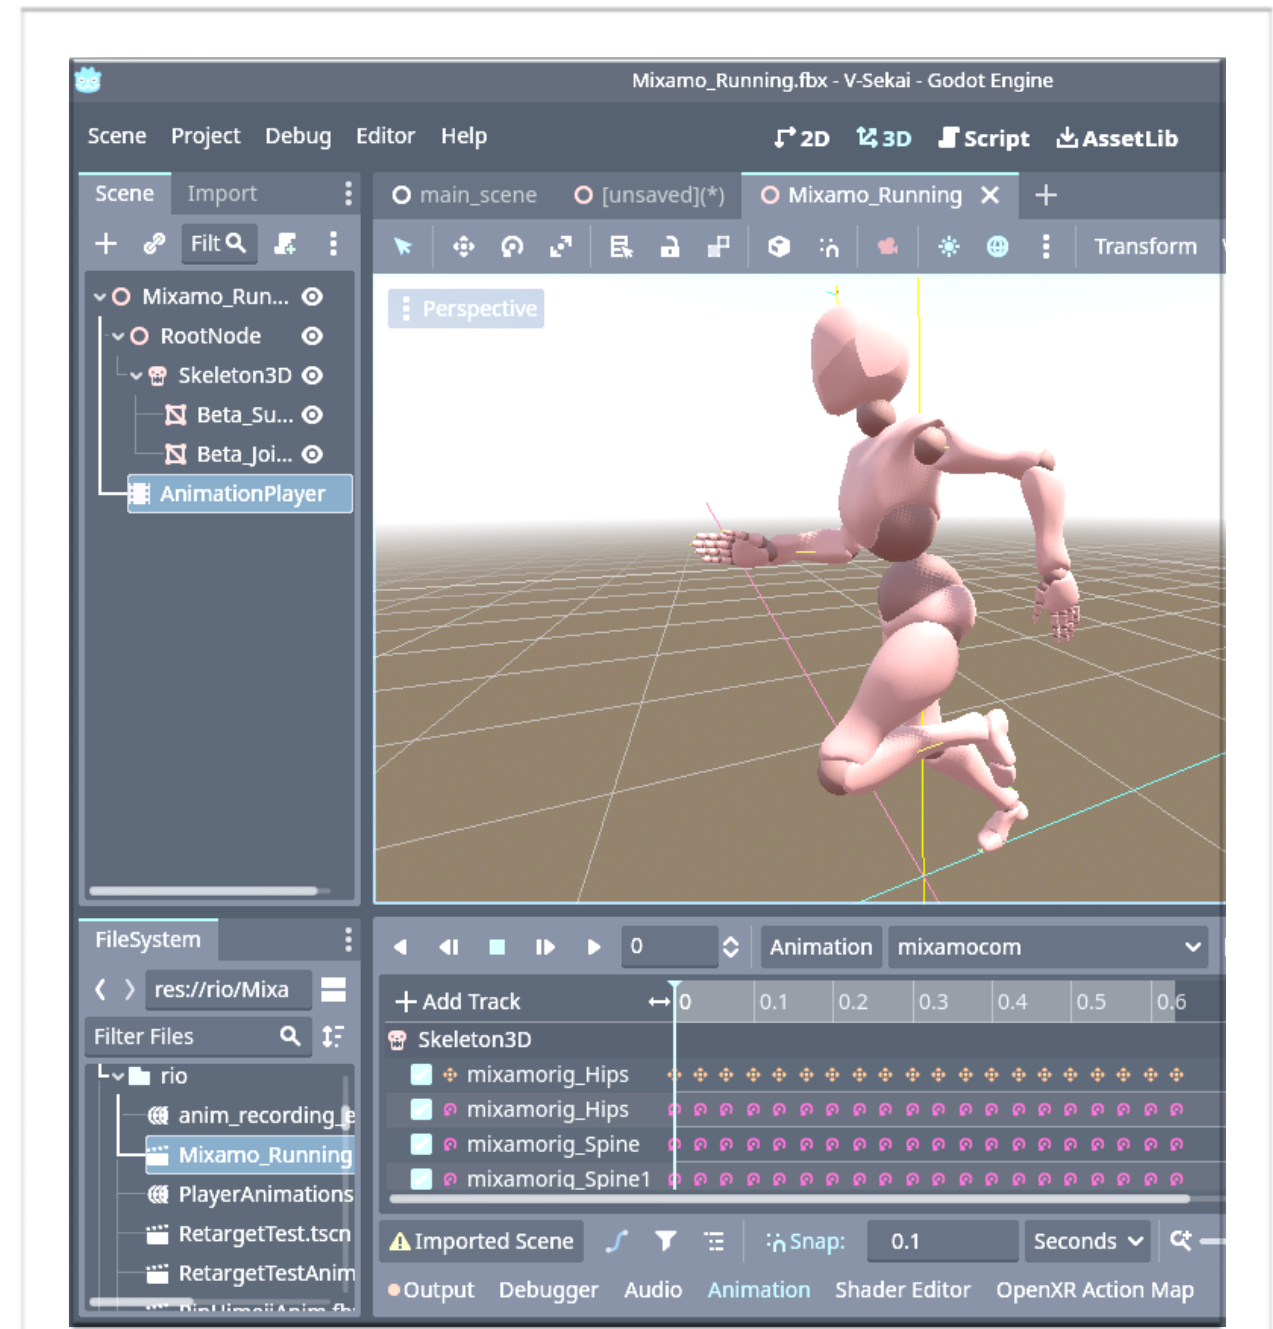 Mixamo_Running.fbx - V-Sekai - Godot Engine
Scene Project Debug Editor Help 2D 3D Script AssetLib
Scene Import
main_scene [unsaved](*) Mixamo_Running
Filt
Transform
Mixamo_Run...
RootNode
Skeleton3D
Beta_Su...
Beta_Joi...
AnimationPlayer
Perspective
FileSystem
res://rio/Mixa
Filter Files
rio
anim_recording_e
Mixamo_Running
PlayerAnimations
RetargetTest.tscn
RetargetTestAnim
0 Animation mixamocom
Add Track 0 0.1 0.2 0.3 0.4 0.5 0.6
Skeleton3D
mixamorig_Hips
mixamorig_Hips
mixamorig_Spine
mixamorig_Spine1
Imported Scene Snap: 0.1 Seconds
Output Debugger Audio Animation Shader Editor OpenXR Action Map